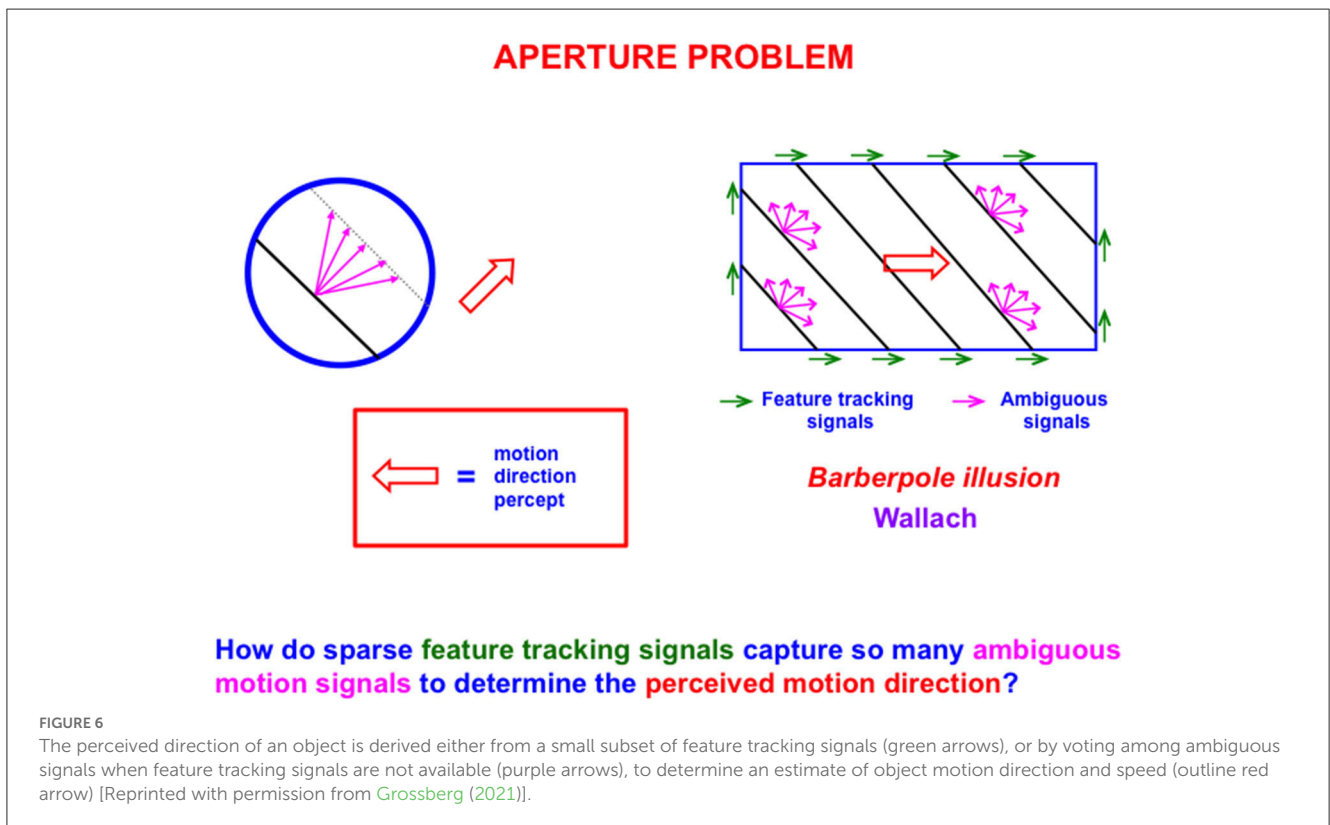 APERTURE PROBLEM
Feature tracking
signals
Ambiguous
signals
=
motion
direction
percept
Barberpole illusion
Wallach
How do sparse feature tracking signals capture so many ambiguous
motion signals to determine the perceived motion direction?
FIGURE 6
The perceived direction of an object is derived either from a small subset of feature tracking signals (green arrows), or by voting among ambiguous
signals when feature tracking signals are not available (purple arrows), to determine an estimate of object motion direction and speed (outline red
arrow) [Reprinted with permission from Grossberg (2021)].